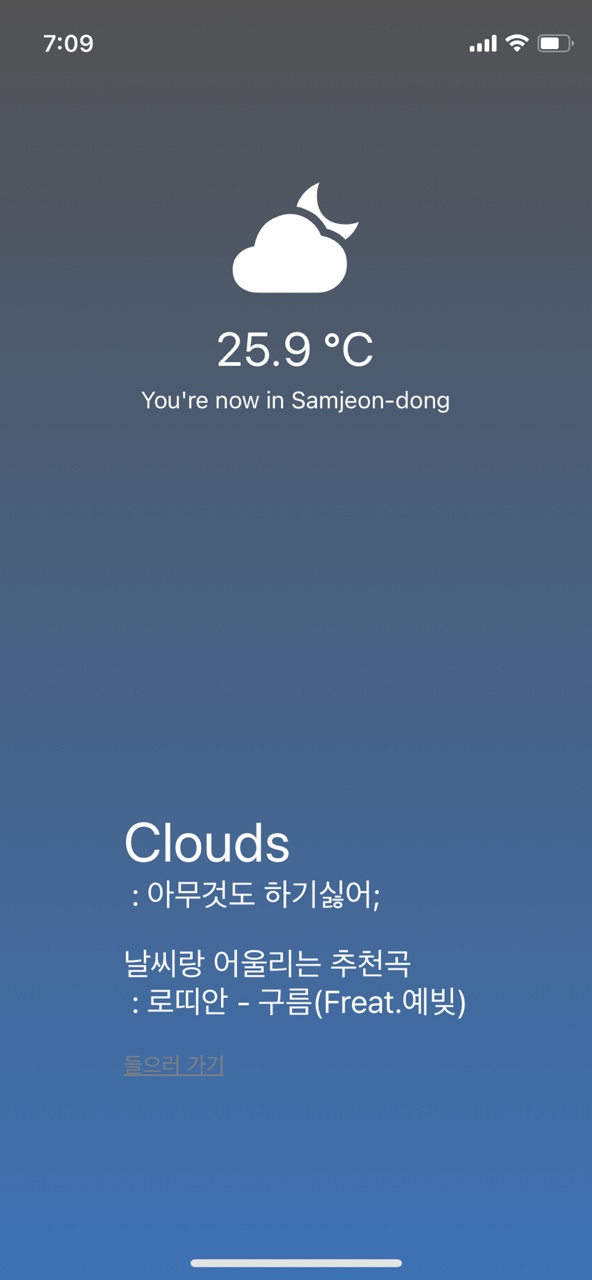 7:09
25.9 °C
You're now in Samjeon-dong
Clouds
: 아무것도 하기싫어;
날씨랑 어울리는 추천곡
: 로띠안 - 구름(Freat.예빛)
들으러 가기